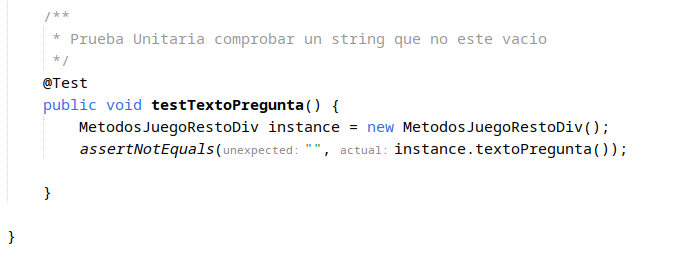 /**
* Prueba Unitaria comprobar un string que no este vacio
*/
@Test
public void testTextoPregunta() {
MetodosJuegoRestoDiv instance = new MetodosJuegoRestoDiv();
assertNotEquals(unexpected: "", actual: instance.textoPregunta());
}
}